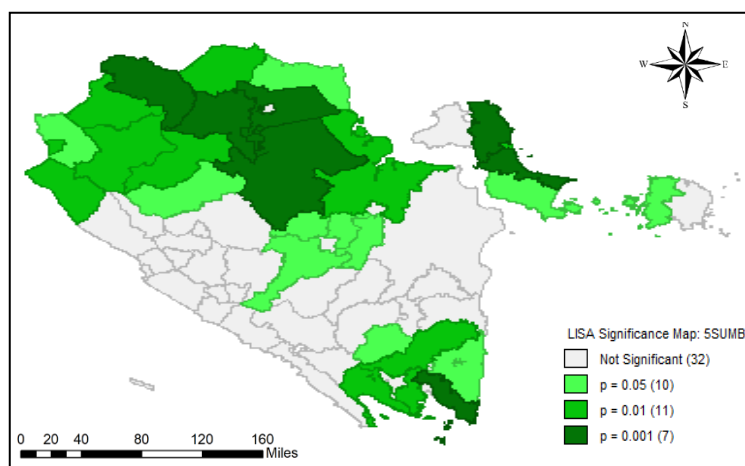 N
W E
S
LISA Significance Map: 5SUMB
Not Significant (32)
p = 0.05 (10)
p = 0.01 (11)
p = 0.001 (7)
0 20 40 80 120 160
Miles